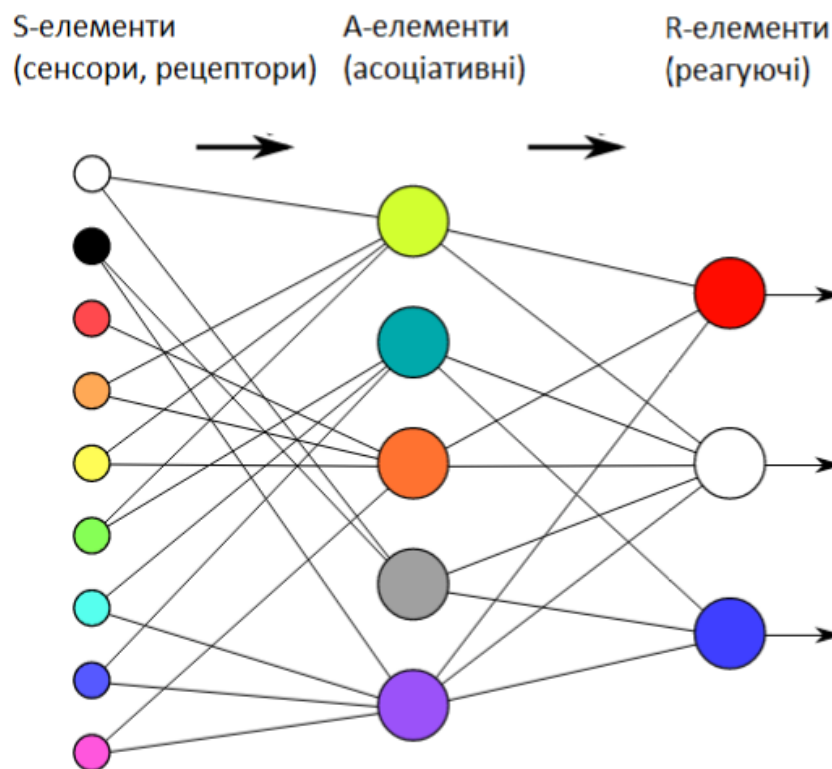 S-елементи
(сенсори, рецептори)
A-елементи
(асоціативні)
R-елементи
(реагуючі)